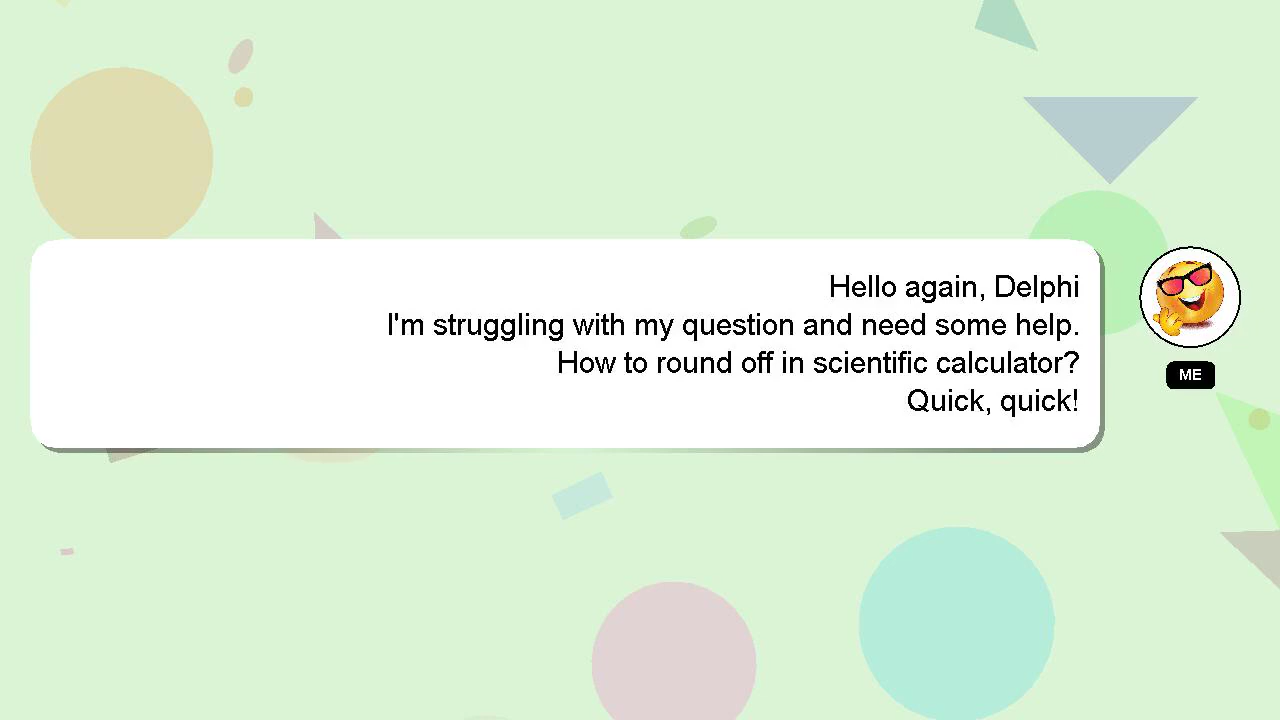 Hello again, Delphi
I'm struggling with my question and need some help.
How to round off in scientific calculator?
Quick, quick!
ME